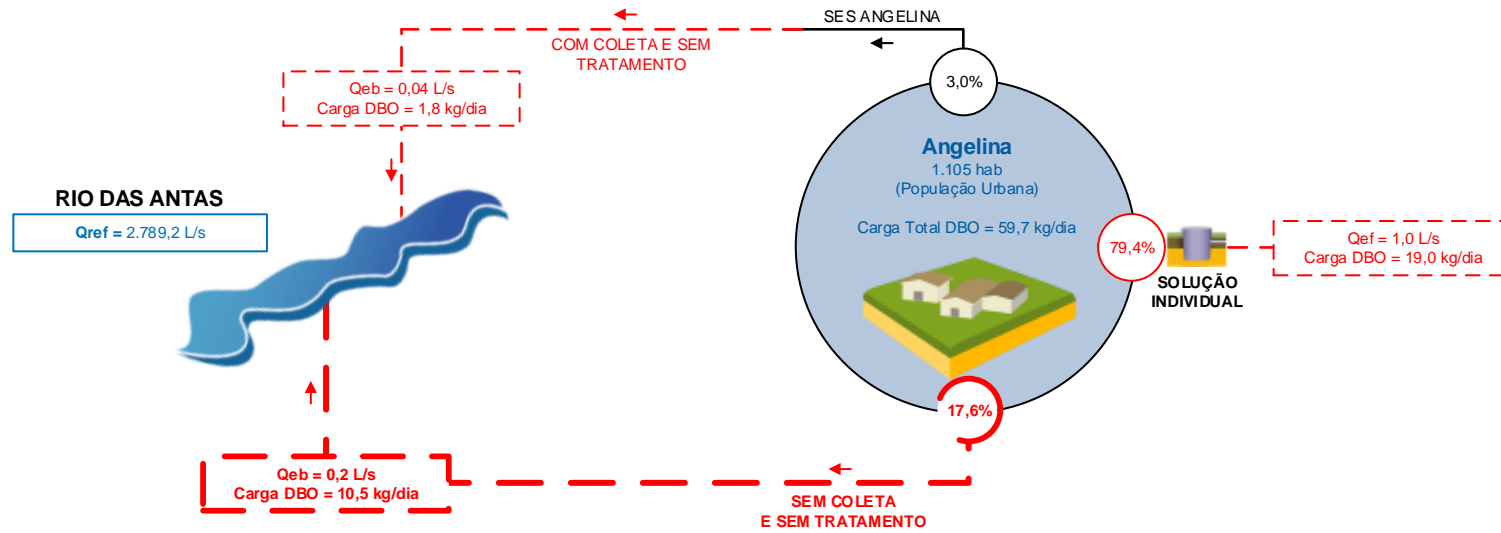 SES ANGELINA
COM COLETA E SEM
TRATAMENTO
Qeb = 0,04 L/s
Carga DBO = 1,8 kg/dia
3,0%
Angelina
1.105 hab
(População Urbana)
Carga Total DBO = 59,7 kg/dia
RIO DAS ANTAS
Qref = 2.789,2 L/s
79,4%
SOLUÇÃO
INDIVIDUAL
Qef = 1,0 L/s
Carga DBO = 19,0 kg/dia
17,6%
Qeb = 0,2 L/s
Carga DBO = 10,5 kg/dia
SEM COLETA
E SEM TRATAMENTO